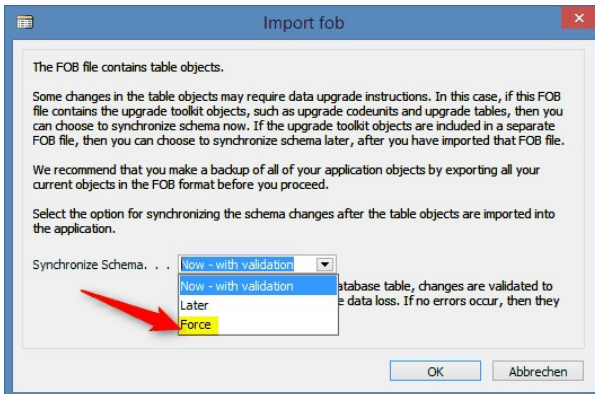 Import fob
The FOB file contains table objects.
Some changes in the table objects may require data upgrade instructions. In this case, if this FOB
file contains the upgrade toolkit objects, such as upgrade codeunits and upgrade tables, then you
can choose to synchronize schema now. If the upgrade toolkit objects are included in a separate
FOB file, then you can choose to synchronize schema later, after you have imported that FOB file.
We recommend that you make a backup of all of your application objects by exporting all your
current objects in the FOB format before you proceed.
Select the option for synchronizing the schema changes after the table objects are imported into
the application.
Synchronize Schema. . . Now - with validation
Now - with validation
atabase table, changes are validated to
Later
e data loss. If no errors occur, then they
Force
OK Abbrechen